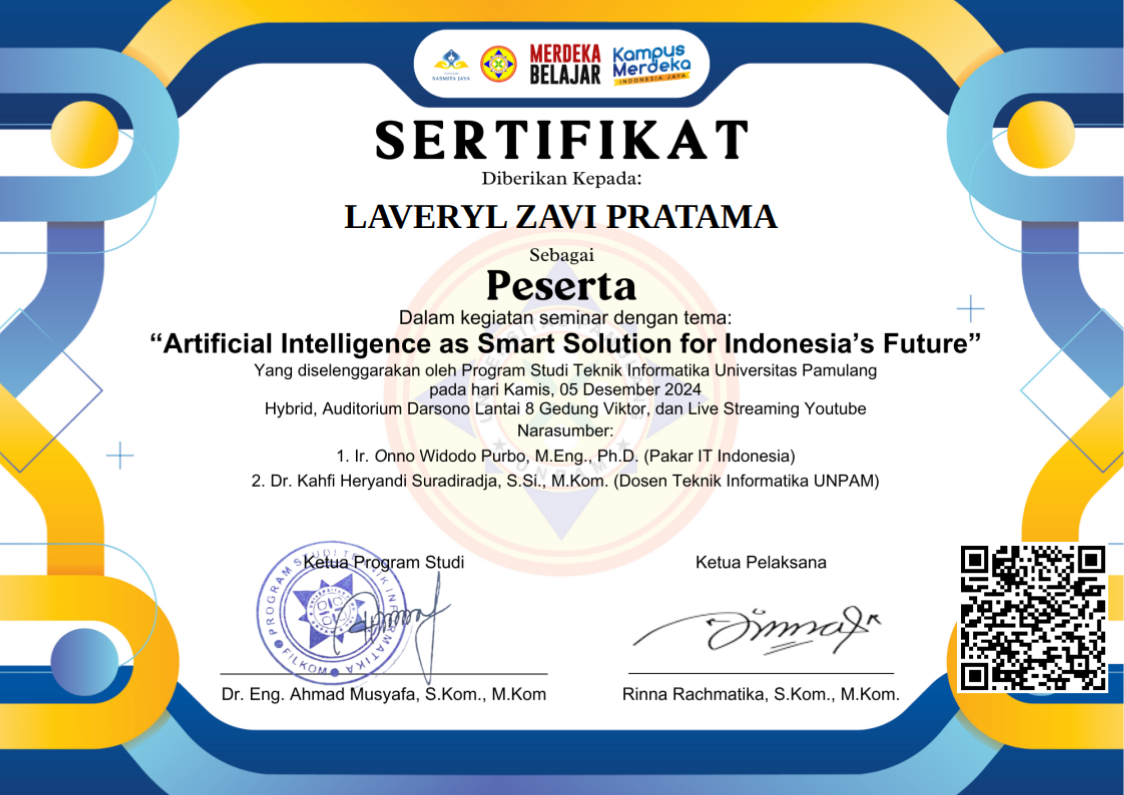 YAYASAN
SASMITA JAYA
MERDEKA
BELAJAR
Kampus
Merdeka
INDONESIA JAYA
SERTIFIKAT
Diberikan Kepada:
LAVERYL ZAVI PRATAMA
Sebagai
Peserta
Dalam kegiatan seminar dengan tema:
“Artificial Intelligence as Smart Solution for Indonesia’s Future”
Yang diselenggarakan oleh Program Studi Teknik Informatika Universitas Pamulang
pada hari Kamis, 05 Desember 2024
Hybrid, Auditorium Darsono Lantai 8 Gedung Viktor, dan Live Streaming Youtube
Narasumber:
1. Ir. Onno Widodo Purbo, M.Eng., Ph.D. (Pakar IT Indonesia)
2. Dr. Kahfi Heryandi Suradiradja, S.Si., M.Kom. (Dosen Teknik Informatika UNPAM)
UNIVERSITAS PAMULANG
UNPAM
Ketua Program Studi
PROGRAM STUDI TEKNIK INFORMATIKA
FILKOM
Dr. Eng. Ahmad Musyafa, S.Kom., M.Kom
Ketua Pelaksana
Rinna Rachmatika, S.Kom., M.Kom.